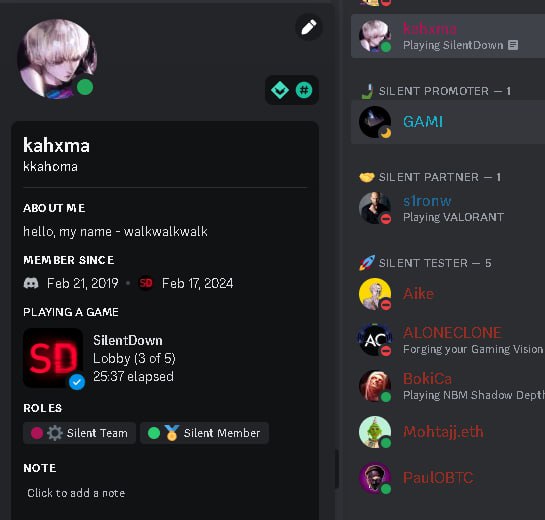 kahxma
kkahoma
ABOUT ME
hello, my name - walkwalkwalk
MEMBER SINCE
Feb 21, 2019 • SD Feb 17, 2024
PLAYING A GAME
SD
SilentDown
Lobby (3 of 5)
25:37 elapsed
ROLES
Silent Team
Silent Member
NOTE
Click to add a note
kahxma
Playing SilentDown
SILENT PROMOTER — 1
GAMI
SILENT PARTNER — 1
s1ronw
Playing VALORANT
SILENT TESTER — 5
Aike
AC
ALONECLONE
Forging your Gaming Vision
BokiCa
Playing NBM Shadow Depth
Mohtajj.eth
PaulOBTC